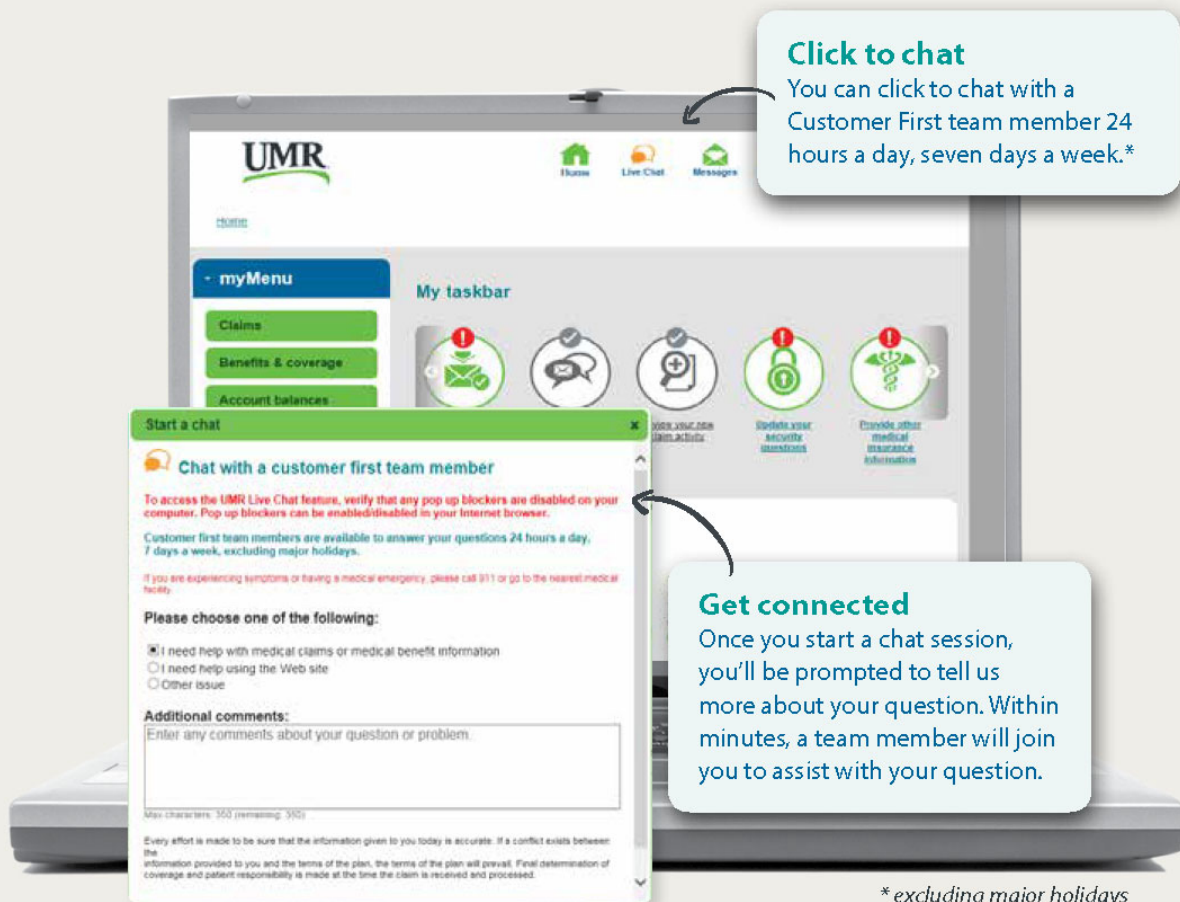 Click to chat
You can click to chat with a
Customer First team member 24
hours a day, seven days a week.*
UMR
Home
Live Chat
Messages
Home
- myMenu
My taskbar
Claims
Benefits & coverage
Account balances
view your new
claim activity
Update your
security
questions
Provide other
medical
insurance
information
Start a chat
x
Chat with a customer first team member
To access the UMR Live Chat feature, verify that any pop up blockers are disabled on your
computer. Pop up blockers can be enabled/disabled in your Internet browser.
Customer first team members are available to answer your questions 24 hours a day,
7 days a week, excluding major holidays.
If you are experiencing symptoms or having a medical emergency, please call 911 or go to the nearest medical
facility.
Please choose one of the following:
I need help with medical claims or medical benefit information
I need help using the Web site
Other issue
Additional comments:
Enter any comments about your question or problem.
Max characters: 350 (remaining: 350)
Every effort is made to be sure that the information given to you today is accurate. If a conflict exists between
the
information provided to you and the terms of the plan, the terms of the plan will prevail. Final determination of
coverage and patient responsibility is made at the time the claim is received and processed.
Get connected
Once you start a chat session,
you'll be prompted to tell us
more about your question. Within
minutes, a team member will join
you to assist with your question.
* excluding major holidays